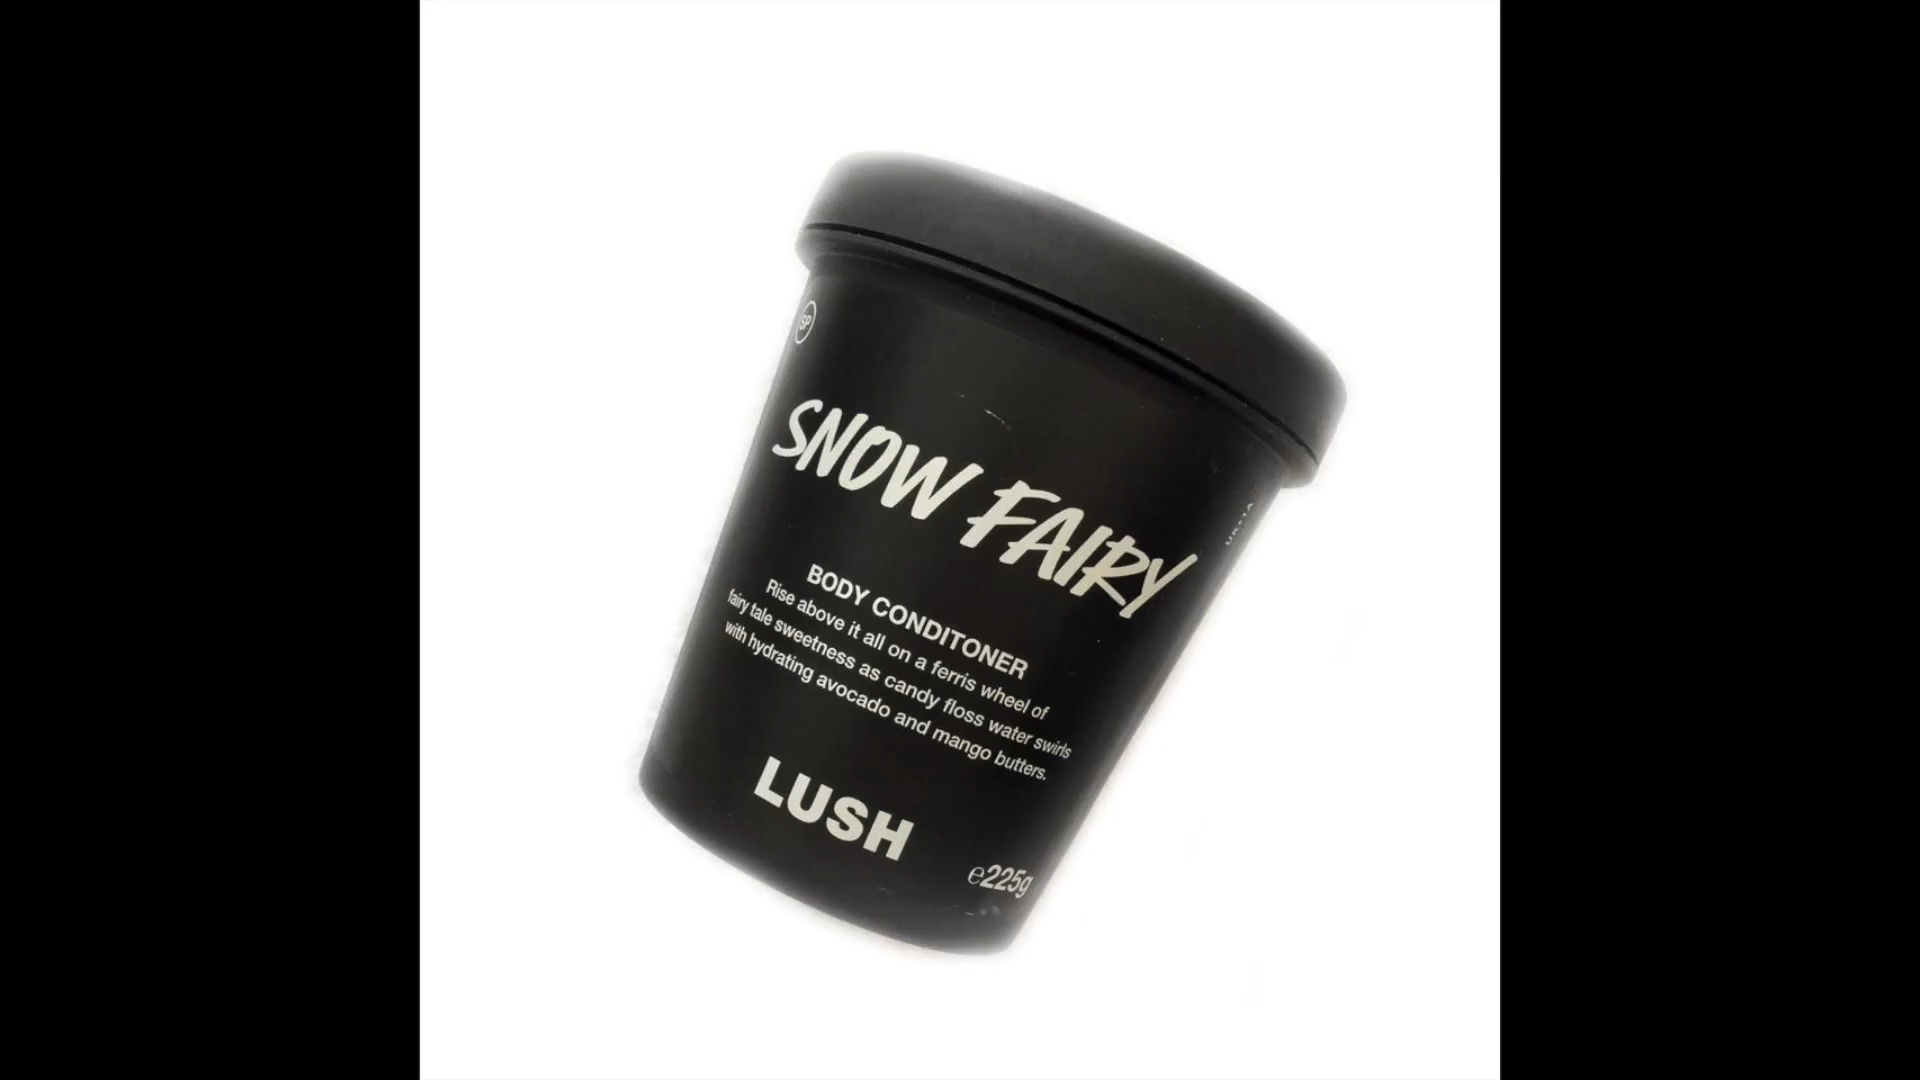 SP
SNOW FAIRY
BODY CONDITONER
Rise above it all on a ferris wheel of
fairy tale sweetness as candy floss water swirls
with hydrating avocado and mango butters.
LUSH
℮225g